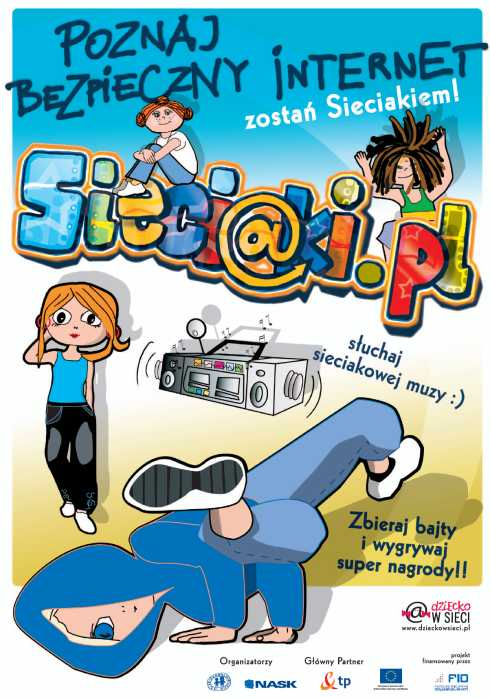 POZNAJ
BEZPIECZNY INTERNET
zostań Sieciakiem!
Sieci@ki.pl
słuchaj
sieciakowej muzy :)
Zbieraj bajty
i wygrywaj
super nagrody!!
@ DZIECKO
W SIECI
www.dzieckowsieci.pl
Organizatorzy
Główny Partner
projekt
finansowany przez
NASK
&tp
FIO